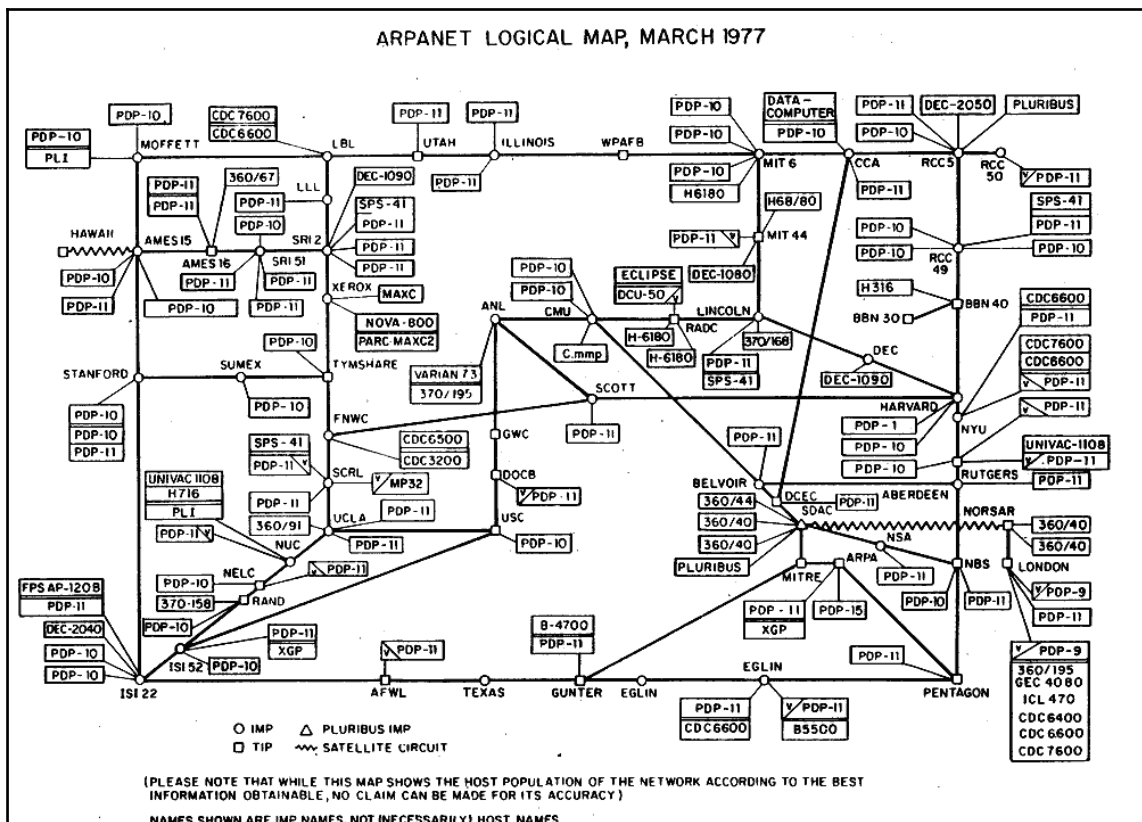 ARPANET LOGICAL MAP, MARCH 1977
PDP-10
CDC7600
CDC6600
PDP-11
PDP-11
PDP-10
PDP-10
DATA-
COMPUTER
PDP-10
PDP-11
PDP-10
DEC-2050
PLURIBUS
PDP-10
PLI
MOFFETT
LBL
UTAH
ILLINOIS
WPAFB
MIT 6
CCA
RCC 5
RCC
50
PDP-11
PDP-10
H6180
PDP-11
V PDP-11
LLL
PDP-11
PDP-11
PDP-11
360/67
DEC-1090
SPS-41
PDP-11
PDP-11
PDP-11
PDP-10
HAWAII
AMES 15
AMES 16
SRI 51
SRI 2
PDP-10
PDP-11
PDP-10
PDP-11
PDP-11
PDP-11
H68/80
PDP-11 V
MIT 44
DEC-1080
PDP-10
PDP-10
RCC
49
SPS-41
PDP-11
PDP-10
XEROX
MAXC
NOVA-800
PARC-MAXC2
PDP-10
PDP-10
ECLIPSE
DCU-50 V
ANL
CMU
RADC
LINCOLN
H316
BBN 40
BBN 30
CDC6600
PDP-11
C.mmp
H-6180
H-6180
370/168
PDP-11
SPS-41
DEC
DEC-1090
CDC7600
CDC6600
V PDP-11
V PDP-11
PDP-10
STANFORD
SUMEX
TYMSHARE
PDP-10
PDP-10
PDP-10
PDP-11
VARIAN 73
370/195
SCOTT
PDP-11
HARVARD
NYU
PDP-1
PDP-10
PDP-10
FNWC
CDC6500
CDC3200
GWC
SPS-41
PDP-11 V
SCRL
V MP32
DOCB
V PDP-11
PDP-11
BELVOIR
UNIVAC-1108
V PDP-11
RUTGERS
PDP-11
ABERDEEN
UNIVAC 1108
H716
PLI
PDP-11 V
PDP-11
360/91
UCLA
PDP-11
PDP-11
USC
PDP-10
360/44
360/40
360/40
PLURIBUS
DCEC
PDP-11
SDAC
NORSAR
360/40
360/40
NSA
PDP-11
NUC
NELC
V PDP-11
PDP-10
370-158
RAND
PDP-10
MITRE
ARPA
PDP-11
XGP
PDP-15
NBS
PDP-10
PDP-11
LONDON
V PDP-9
PDP-11
FPS AP-120B
PDP-11
DEC-2040
PDP-10
PDP-10
ISI 22
ISI 52
PDP-11
XGP
PDP-10
V PDP-11
AFWL
TEXAS
B-4700
PDP-11
GUNTER
EGLIN
EGLIN
PDP-11
CDC6600
V PDP-11
B5500
PDP-11
PENTAGON
V PDP-9
360/195
GEC 4080
ICL 470
CDC6400
CDC6600
CDC7600
IMP
PLURIBUS IMP
TIP
SATELLITE CIRCUIT
(PLEASE NOTE THAT WHILE THIS MAP SHOWS THE HOST POPULATION OF THE NETWORK ACCORDING TO THE BEST
INFORMATION OBTAINABLE, NO CLAIM CAN BE MADE FOR ITS ACCURACY)
NAMES SHOWN ARE IMP NAMES, NOT (NECESSARILY) HOST NAMES